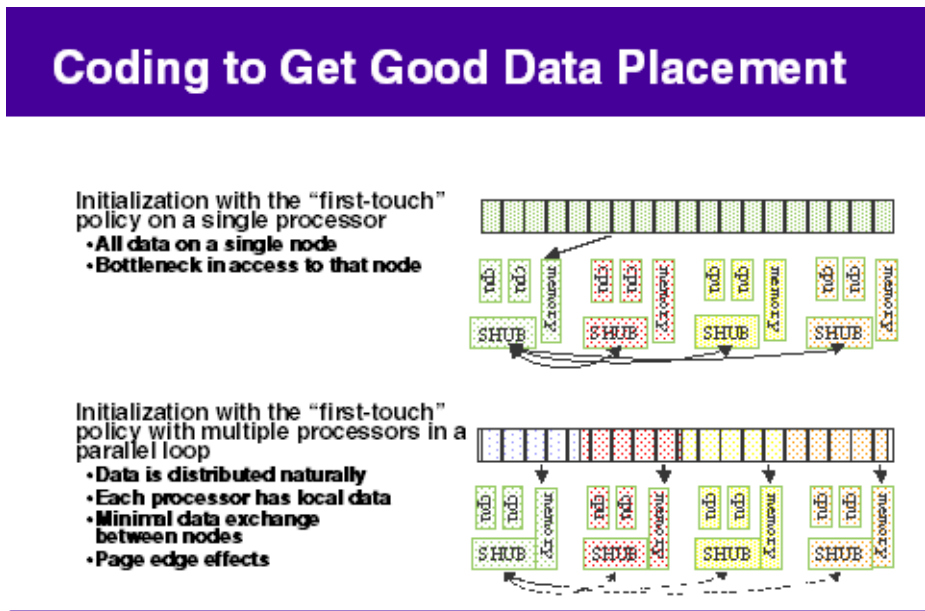 Coding to Get Good Data Placement
Initialization with the “first-touch”
policy on a single processor
•All data on a single node
•Bottleneck in access to that node
cpu cpu memory cpu cpu memory cpu cpu memory cpu cpu memory
SHUB SHUB SHUB SHUB
Initialization with the “first-touch”
policy with multiple processors in a
parallel loop
•Data is distributed naturally
•Each processor has local data
•Minimal data exchange
between nodes
•Page edge effects
cpu cpu memory cpu cpu memory cpu cpu memory cpu cpu memory
SHUB SHUB SHUB SHUB